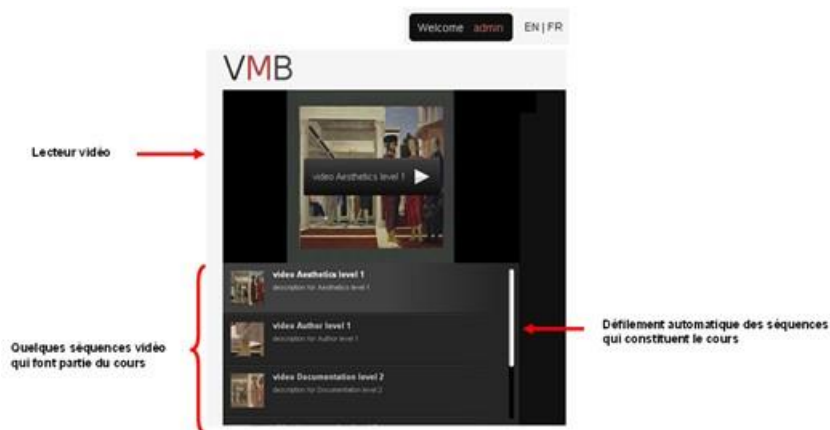 Welcome admin EN | FR
VMB
Lecteur vidéo
video Aesthetics level 1
video Aesthetics level 1
description for Aesthetics level 1
video Author level 1
description for Author level 1
Défilement automatique des séquences
qui constituent le cours
Quelques séquences vidéo
qui font partie du cours
video Documentation level 2
description for Documentation level 2